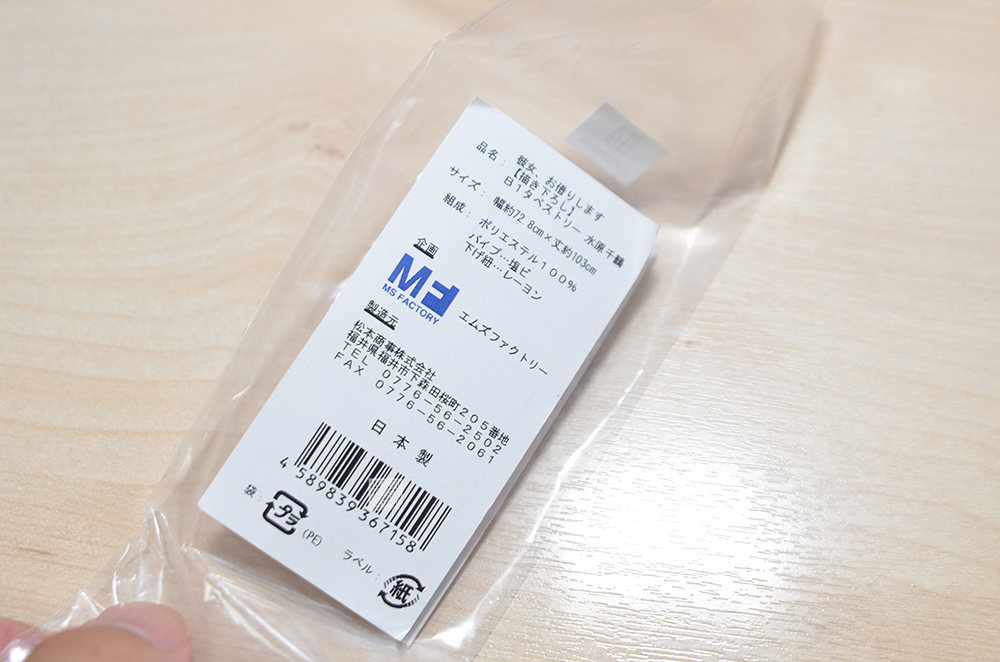 品名: 彼女、お借りします
【描き下ろし】
B1タペストリー 水原千鶴
サイズ: 幅約72.8cm×丈約103cm
組成: ポリエステル100%
パイプ…塩ビ
下げ紐…レーヨン
企画
MF
MS FACTORY エムズファクトリー
製造元
松本商事株式会社
福井県福井市下森田桜町205番地
TEL 0776-56-2502
FAX 0776-56-2061
日本製
4 589839 367158
袋: プラ (PE)
ラベル: 紙